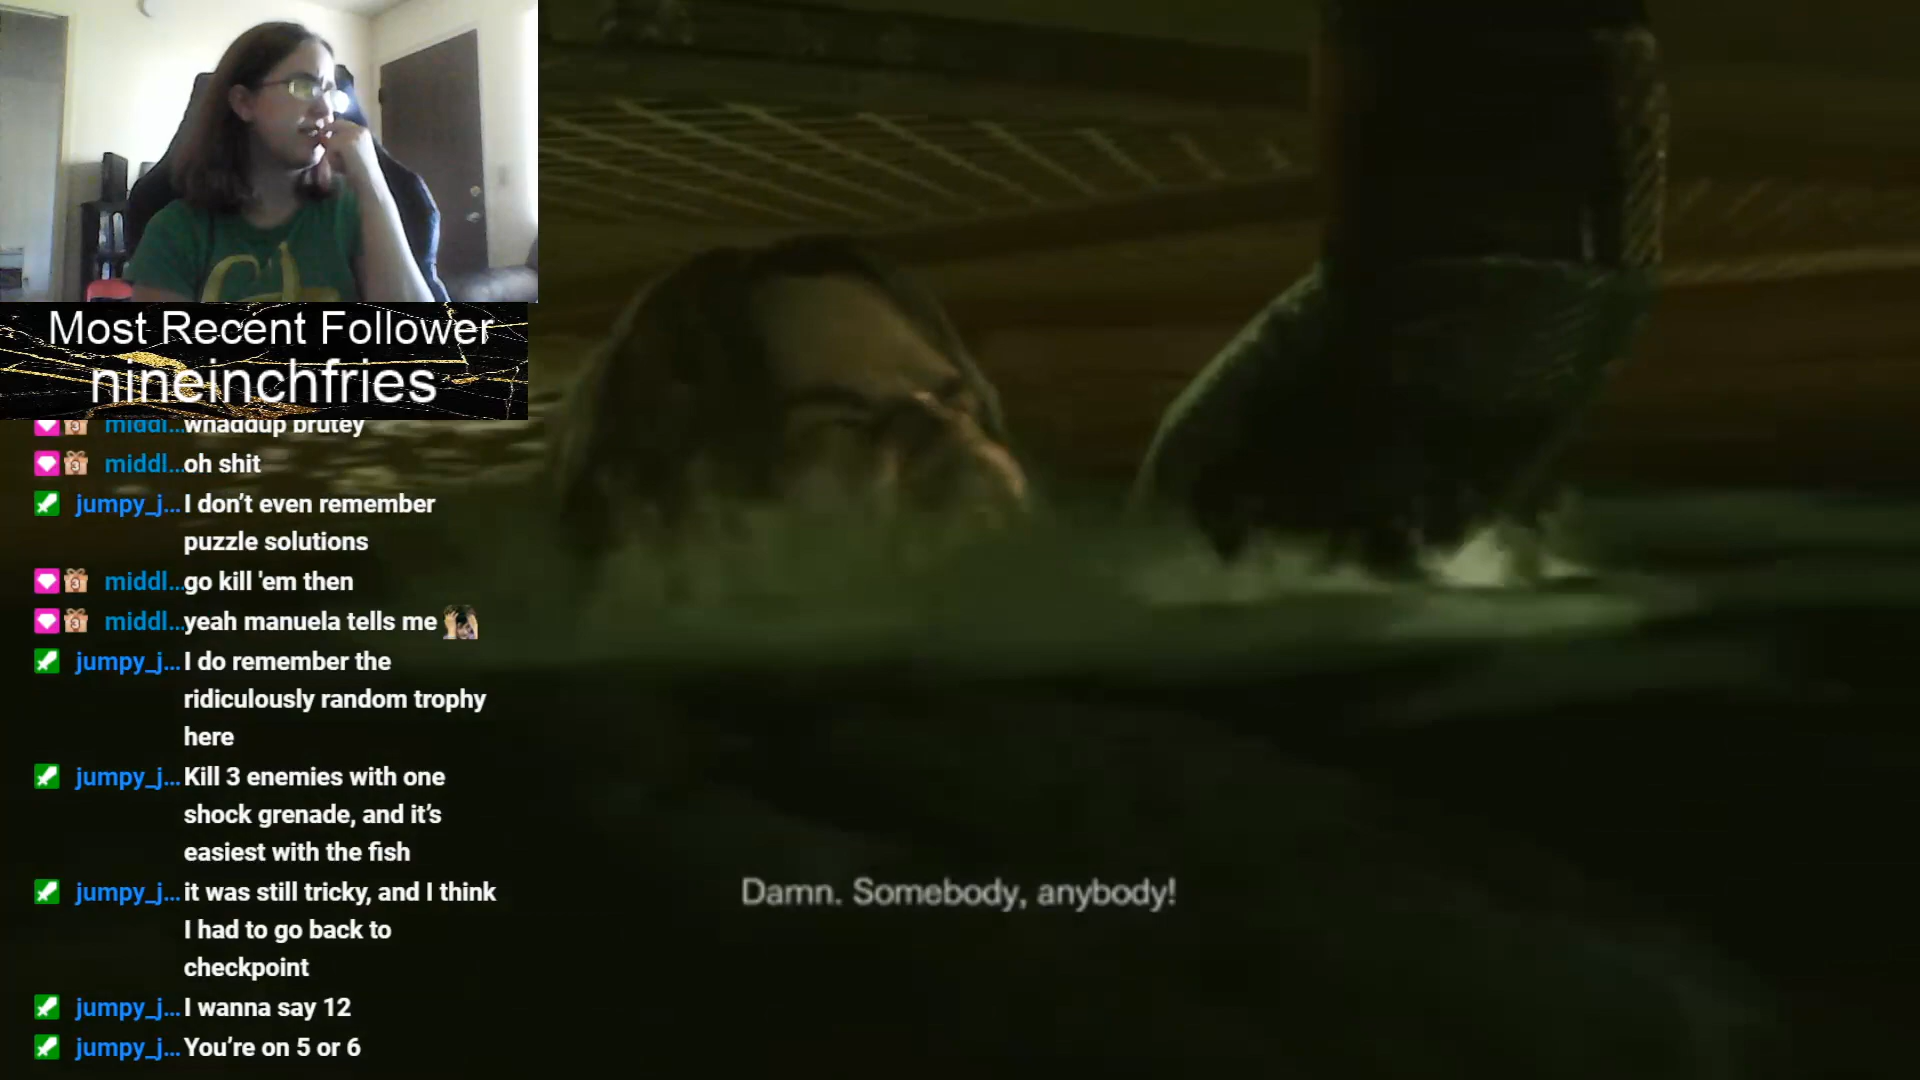 Most Recent Follower
nineinchfries
middl... whaddup brutey
middl... oh shit
jumpy_j... I don’t even remember
puzzle solutions
middl... go kill 'em then
middl... yeah manuela tells me
jumpy_j... I do remember the
ridiculously random trophy
here
jumpy_j... Kill 3 enemies with one
shock grenade, and it’s
easiest with the fish
jumpy_j... it was still tricky, and I think
I had to go back to
checkpoint
jumpy_j... I wanna say 12
jumpy_j... You’re on 5 or 6
Damn. Somebody, anybody!